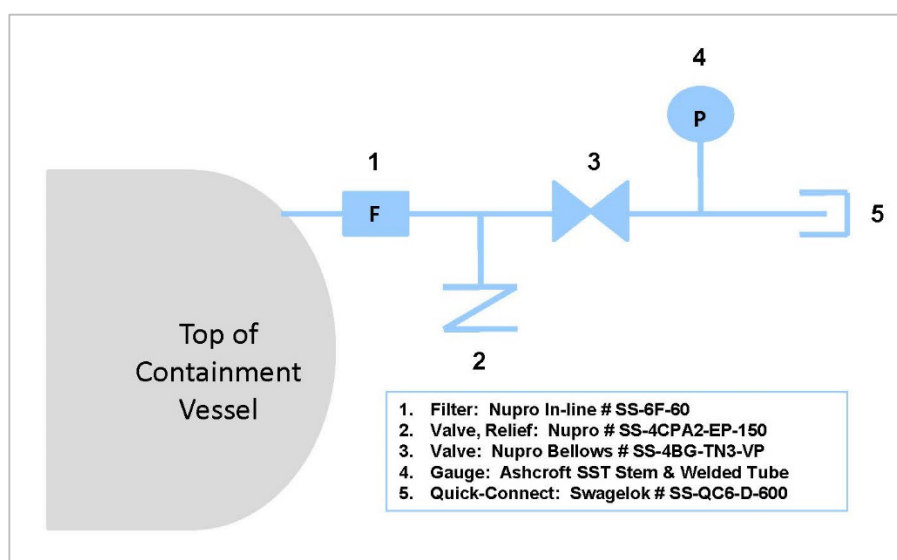 4
P
1
3
F
5
2
Top of
Containment
Vessel
1. Filter: Nupro In-line # SS-6F-60
2. Valve, Relief: Nupro # SS-4CPA2-EP-150
3. Valve: Nupro Bellows # SS-4BG-TN3-VP
4. Gauge: Ashcroft SST Stem & Welded Tube
5. Quick-Connect: Swagelok # SS-QC6-D-600